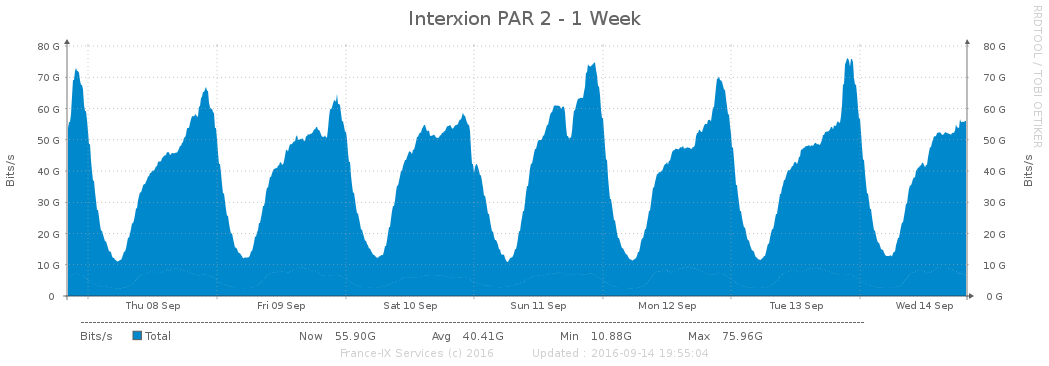 Interxion PAR 2 - 1 Week
RRDTOOL / TOBI OETIKER
Bits/s
80 G 80 G
70 G 70 G
60 G 60 G
50 G 50 G
40 G 40 G
30 G 30 G
20 G 20 G
10 G 10 G
0 0 G
Bits/s
Thu 08 Sep Fri 09 Sep Sat 10 Sep Sun 11 Sep Mon 12 Sep Tue 13 Sep Wed 14 Sep
Bits/s Total Now 55.90G Avg 40.41G Min 10.88G Max 75.96G
France-IX Services (c) 2016 Updated : 2016-09-14 19:55:04